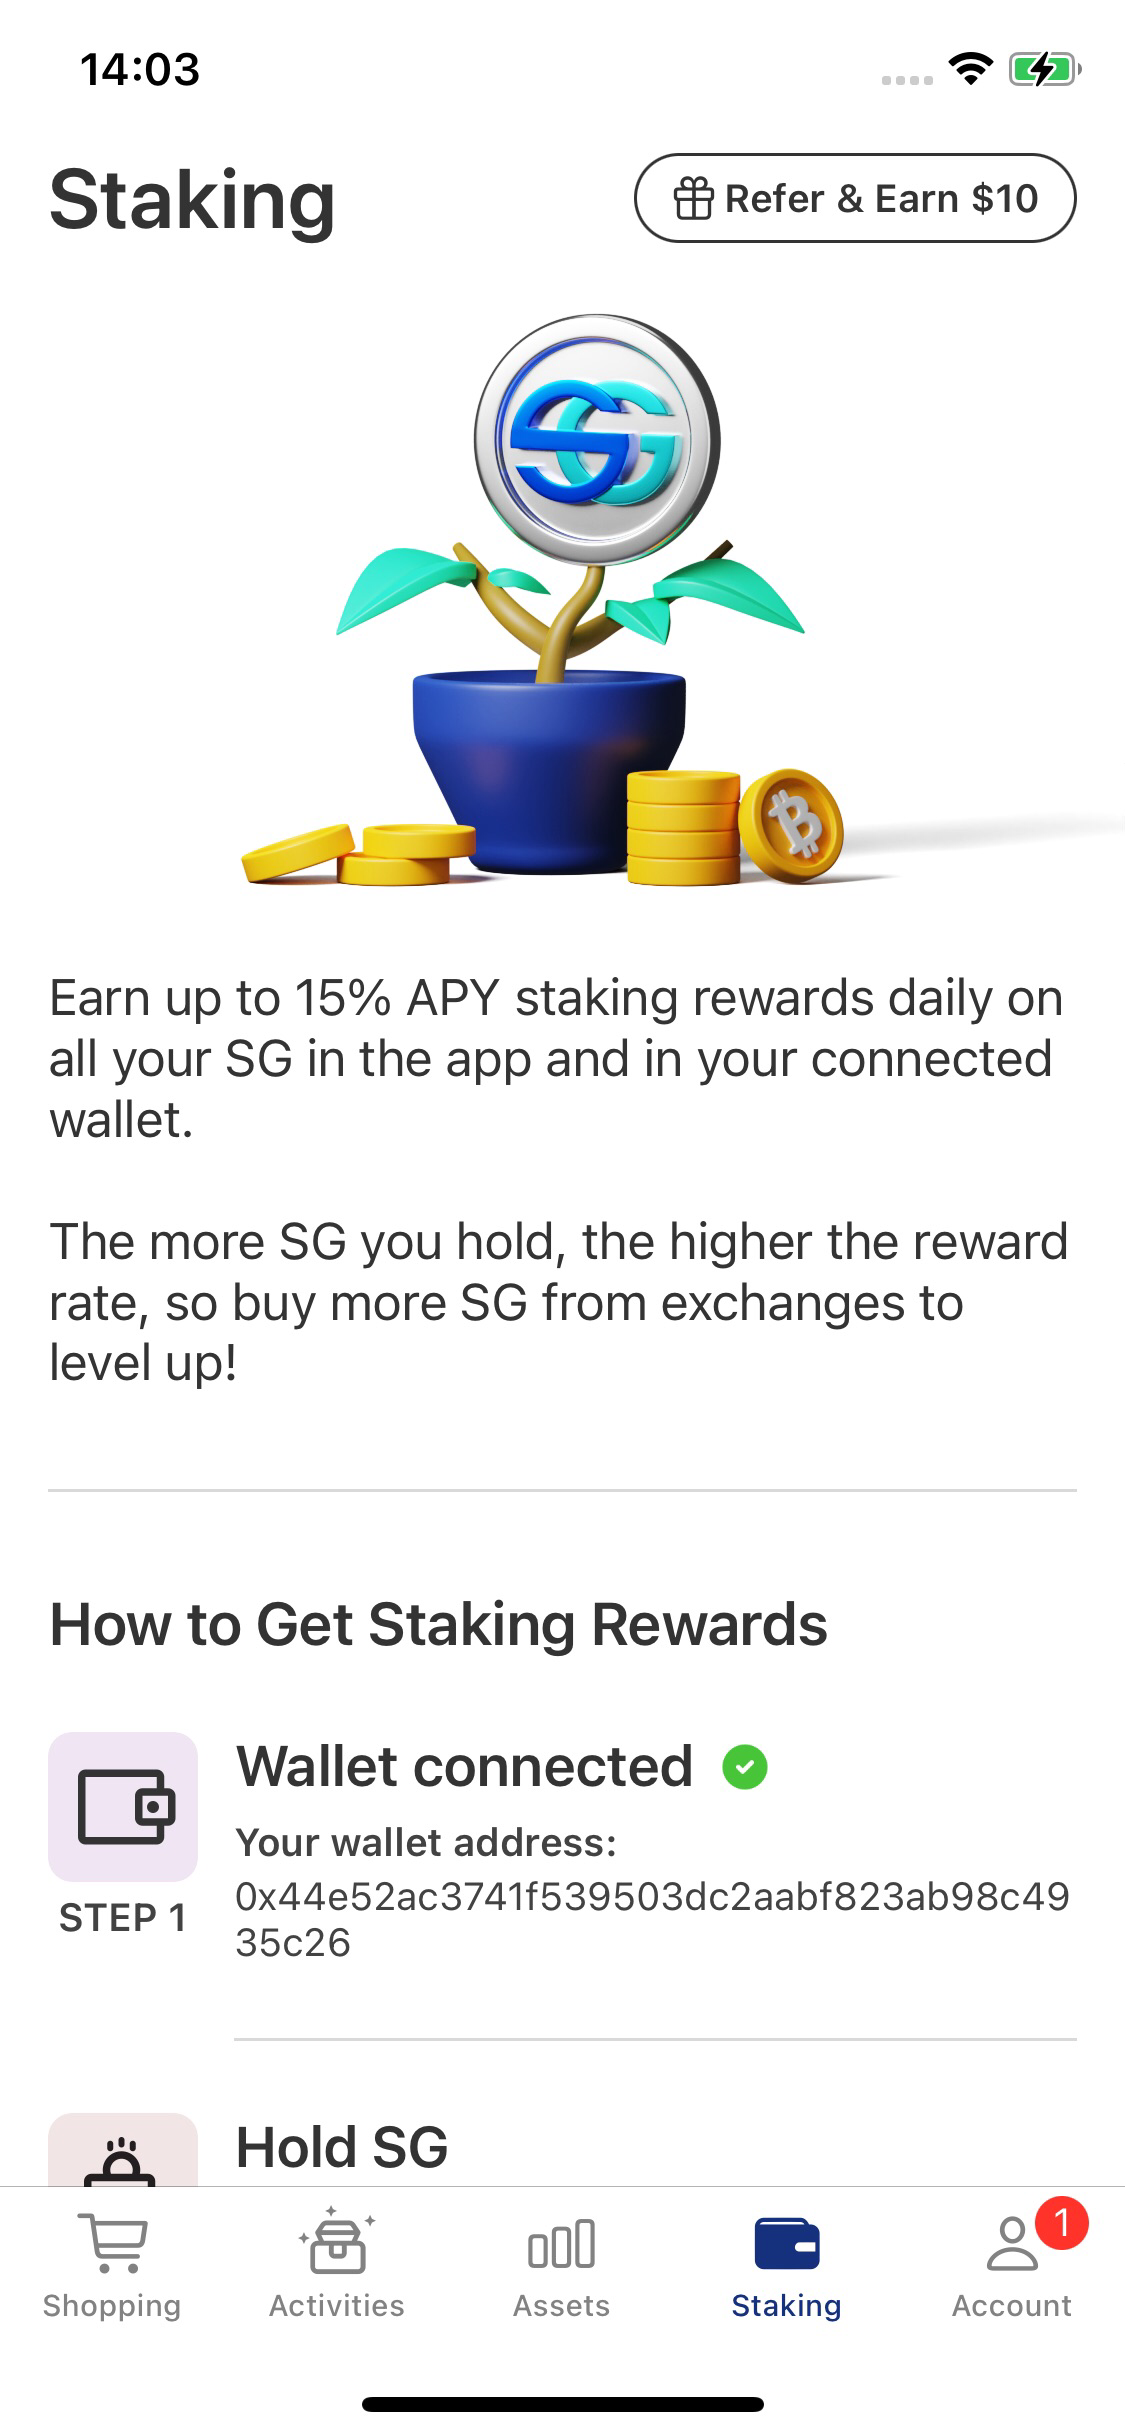 14:03
Staking
Refer & Earn $10
SG
Earn up to 15% APY staking rewards daily on
all your SG in the app and in your connected
wallet.
The more SG you hold, the higher the reward
rate, so buy more SG from exchanges to
level up!
How to Get Staking Rewards
Wallet connected
Your wallet address:
0x44e52ac3741f539503dc2aabf823ab98c49
35c26
STEP 1
Hold SG
1
Shopping
Activities
Assets
Staking
Account